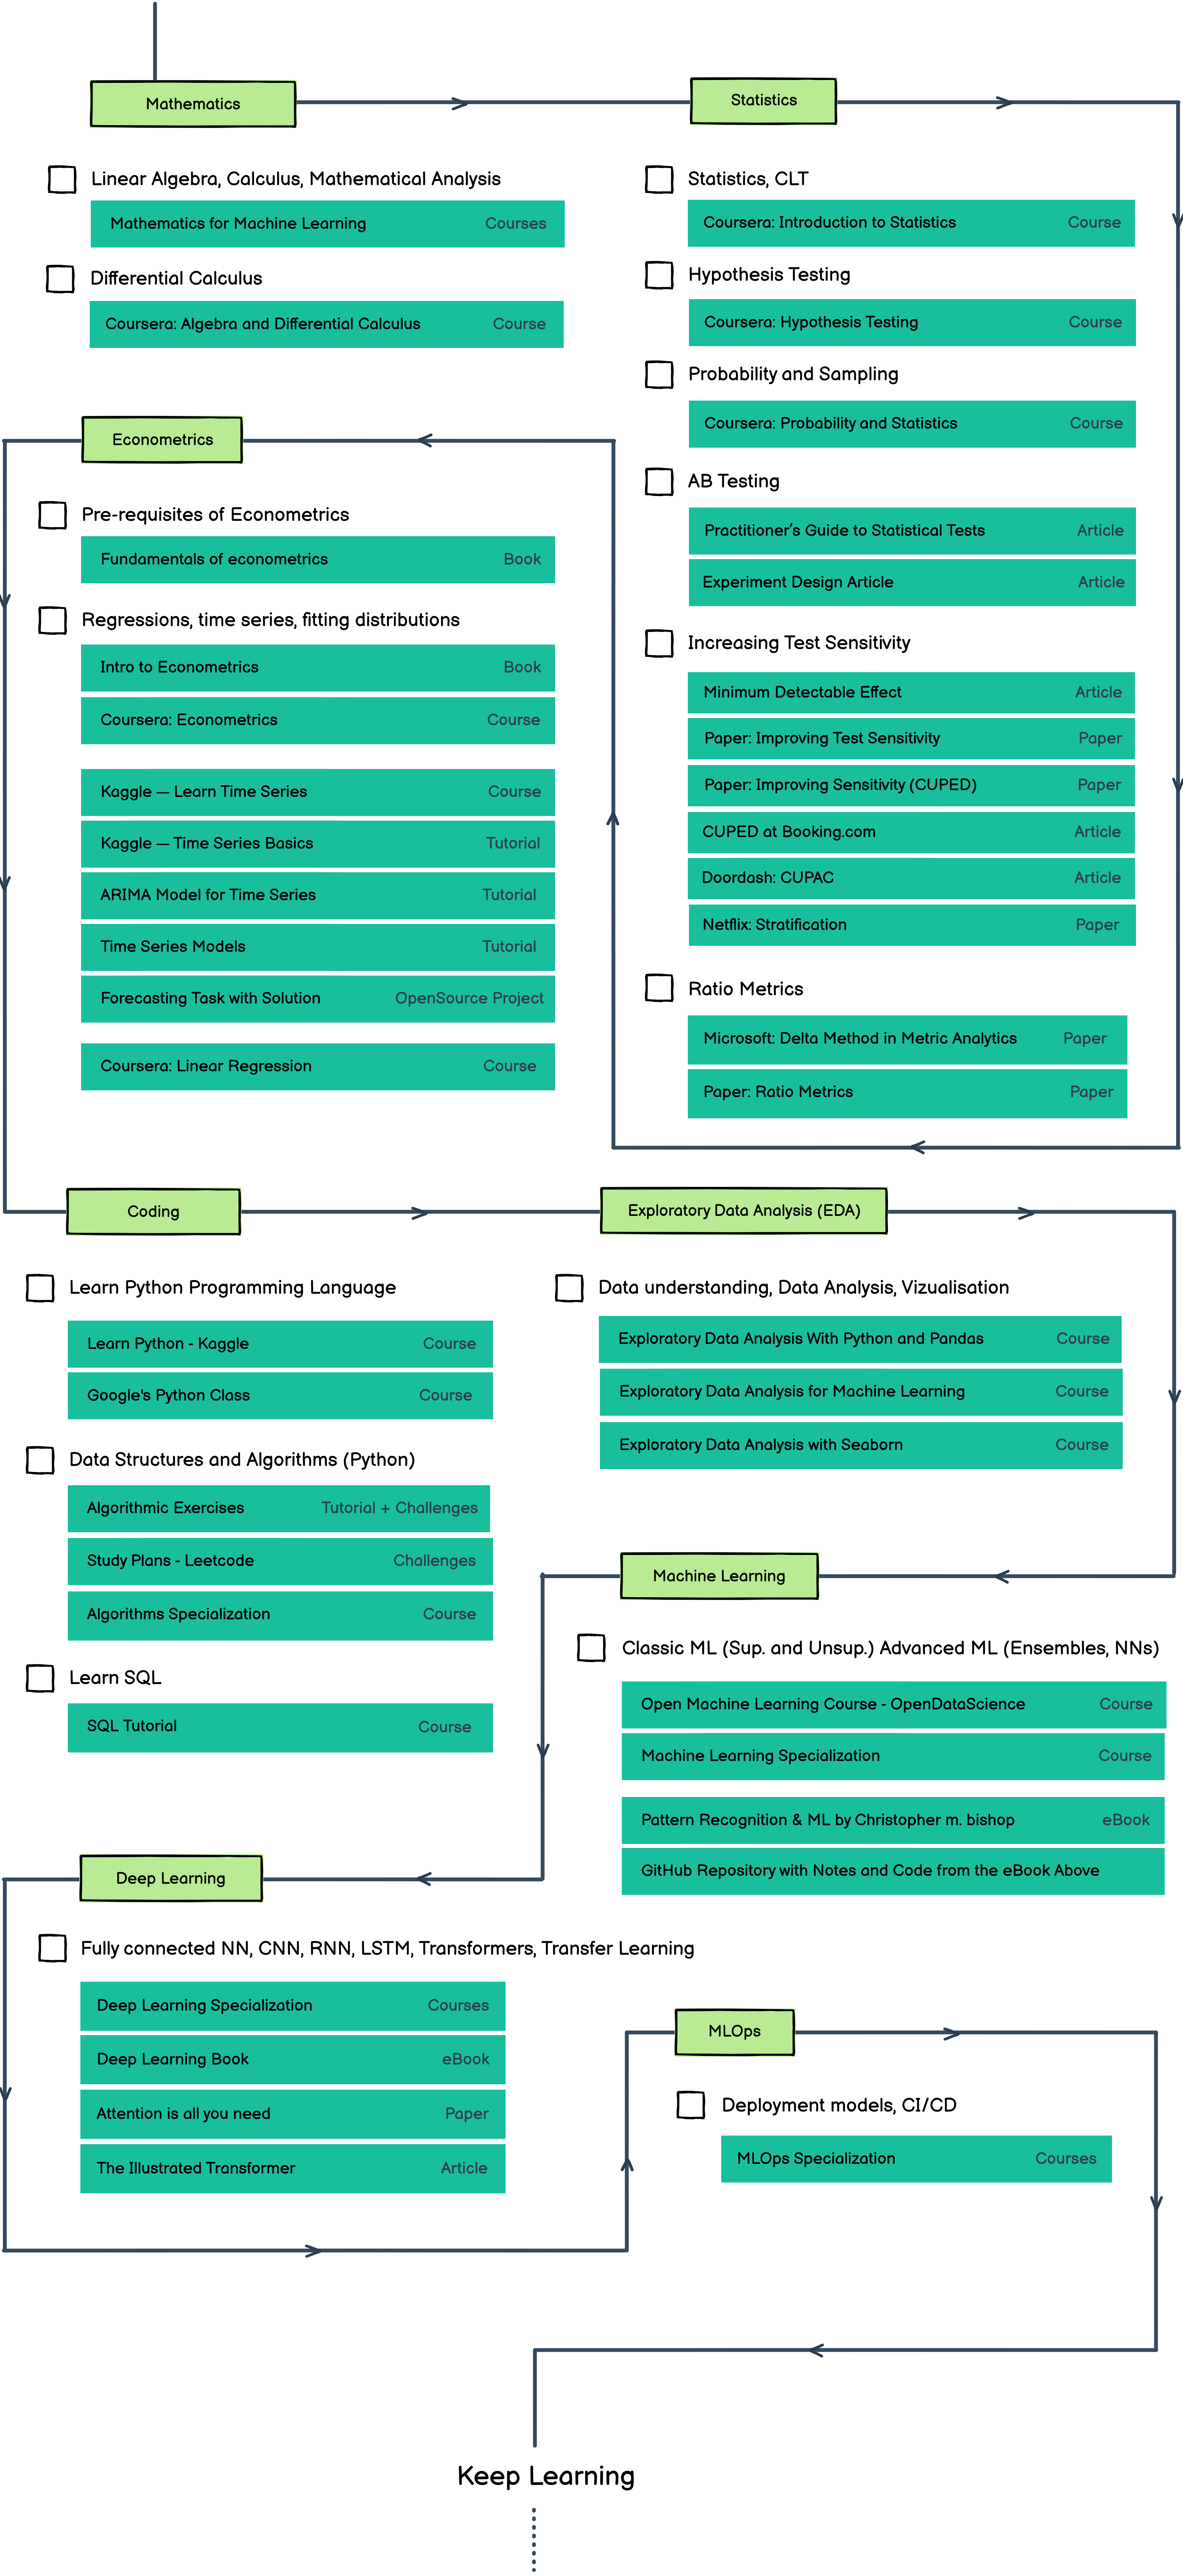 Mathematics
Linear Algebra, Calculus, Mathematical Analysis
Mathematics for Machine Learning Courses
Differential Calculus
Coursera: Algebra and Differential Calculus Course
Statistics
Statistics, CLT
Coursera: Introduction to Statistics Course
Hypothesis Testing
Coursera: Hypothesis Testing Course
Probability and Sampling
Coursera: Probability and Statistics Course
AB Testing
Practitioner's Guide to Statistical Tests Article
Experiment Design Article Article
Increasing Test Sensitivity
Minimum Detectable Effect Article
Paper: Improving Test Sensitivity Paper
Paper: Improving Sensitivity (CUPED) Paper
CUPED at Booking.com Article
Doordash: CUPAC Article
Netflix: Stratification Paper
Ratio Metrics
Microsoft: Delta Method in Metric Analytics Paper
Paper: Ratio Metrics Paper
Econometrics
Pre-requisites of Econometrics
Fundamentals of econometrics Book
Regressions, time series, fitting distributions
Intro to Econometrics Book
Coursera: Econometrics Course
Kaggle — Learn Time Series Course
Kaggle — Time Series Basics Tutorial
ARIMA Model for Time Series Tutorial
Time Series Models Tutorial
Forecasting Task with Solution OpenSource Project
Coursera: Linear Regression Course
Coding
Learn Python Programming Language
Learn Python - Kaggle Course
Google's Python Class Course
Data Structures and Algorithms (Python)
Algorithmic Exercises Tutorial + Challenges
Study Plans - Leetcode Challenges
Algorithms Specialization Course
Learn SQL
SQL Tutorial Course
Exploratory Data Analysis (EDA)
Data understanding, Data Analysis, Vizualisation
Exploratory Data Analysis With Python and Pandas Course
Exploratory Data Analysis for Machine Learning Course
Exploratory Data Analysis with Seaborn Course
Machine Learning
Classic ML (Sup. and Unsup.) Advanced ML (Ensembles, NNs)
Open Machine Learning Course - OpenDataScience Course
Machine Learning Specialization Course
Pattern Recognition & ML by Christopher m. bishop eBook
GitHub Repository with Notes and Code from the eBook Above
Deep Learning
Fully connected NN, CNN, RNN, LSTM, Transformers, Transfer Learning
Deep Learning Specialization Courses
Deep Learning Book eBook
Attention is all you need Paper
The Illustrated Transformer Article
MLOps
Deployment models, CI/CD
MLOps Specialization Courses
Keep Learning